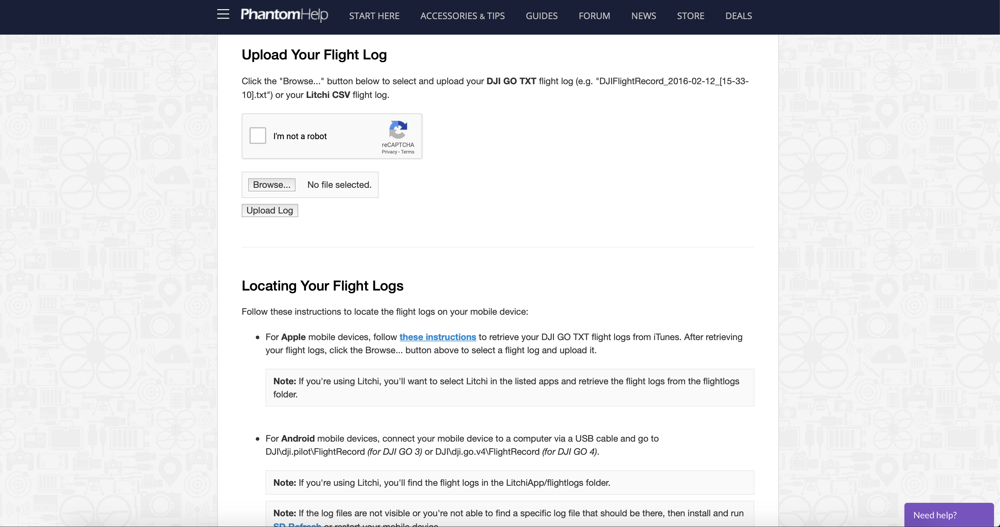 PhantomHelp START HERE ACCESSORIES & TIPS GUIDES FORUM NEWS STORE DEALS
Upload Your Flight Log
Click the "Browse..." button below to select and upload your DJI GO TXT flight log (e.g. "DJIFlightRecord_2016-02-12_[15-33-
10].txt") or your Litchi CSV flight log.
I'm not a robot
reCAPTCHA
Privacy - Terms
Browse... No file selected.
Upload Log
Locating Your Flight Logs
Follow these instructions to locate the flight logs on your mobile device:
• For Apple mobile devices, follow these instructions to retrieve your DJI GO TXT flight logs from iTunes. After retrieving
your flight logs, click the Browse... button above to select a flight log and upload it.
Note: If you're using Litchi, you'll want to select Litchi in the listed apps and retrieve the flight logs from the flightlogs
folder.
• For Android mobile devices, connect your mobile device to a computer via a USB cable and go to
DJI\dji.pilot\FlightRecord (for DJI GO 3) or DJI\dji.go.v4\FlightRecord (for DJI GO 4).
Note: If you're using Litchi, you'll find the flight logs in the LitchiApp/flightlogs folder.
Note: If the log files are not visible or you're not able to find a specific log file that should be there, then install and run
SD Refresh or restart your mobile device.
Need help?